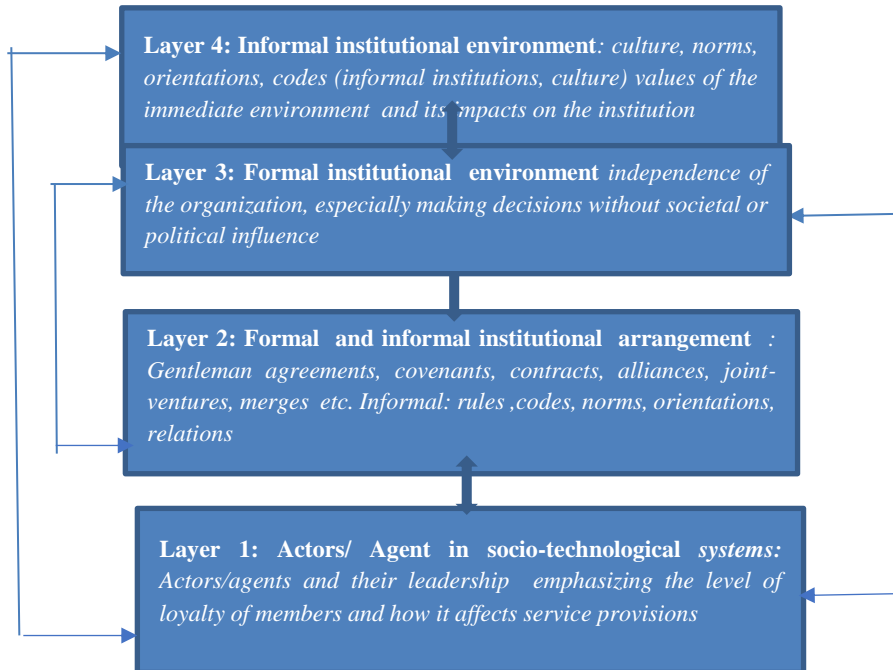 Layer 4: Informal institutional environment: culture, norms,
orientations, codes (informal institutions, culture) values of the
immediate environment and its impacts on the institution
Layer 3: Formal institutional environment independence of
the organization, especially making decisions without societal or
political influence
Layer 2: Formal and informal institutional arrangement :
Gentleman agreements, covenants, contracts, alliances, joint-
ventures, merges etc. Informal: rules ,codes, norms, orientations,
relations
Layer 1: Actors/ Agent in socio-technological systems:
Actors/agents and their leadership emphasizing the level of
loyalty of members and how it affects service provisions